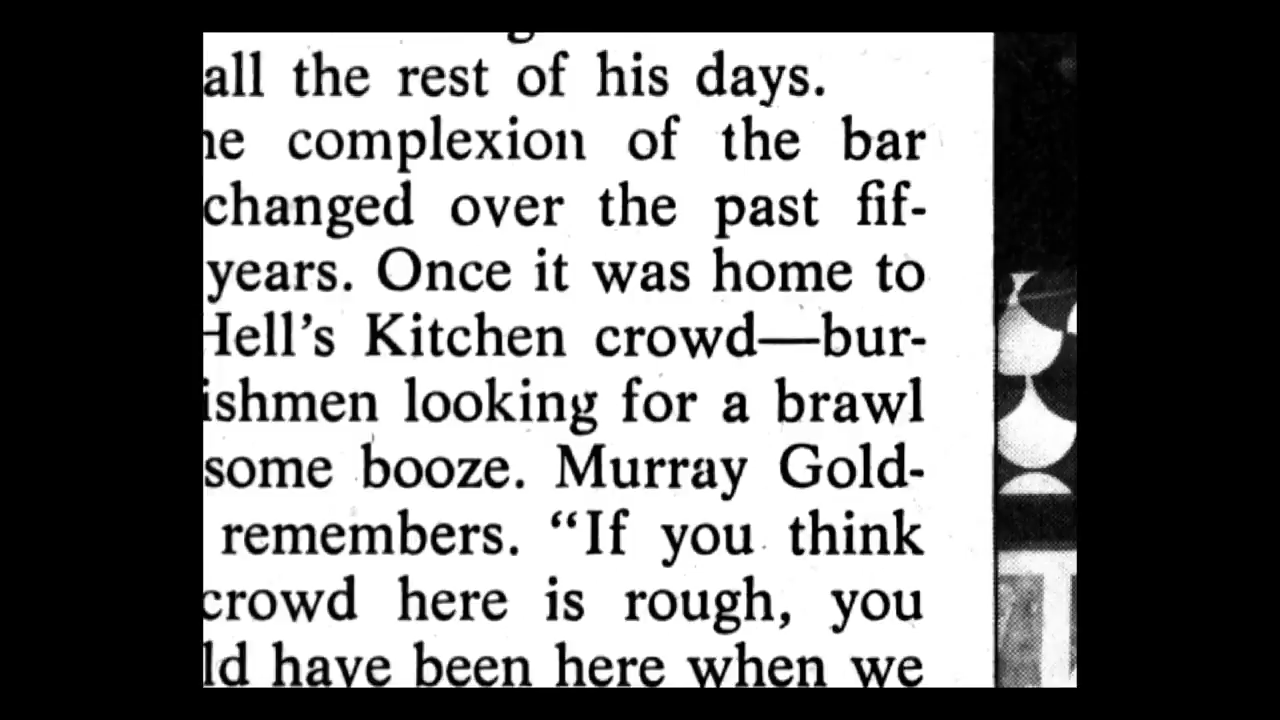 all the rest of his days.
he complexion of the bar
changed over the past fif-
years. Once it was home to
Hell's Kitchen crowd—bur-
ishmen looking for a brawl
some booze. Murray Gold-
remembers. “If you think
crowd here is rough, you
ld have been here when we